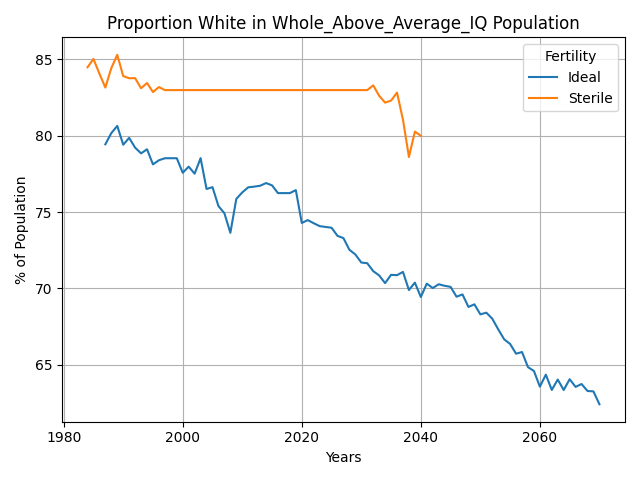 Proportion White in Whole_Above_Average_IQ Population
Fertility
Ideal
Sterile
% of Population
85
80
75
70
65
1980
2000
2020
2040
2060
Years